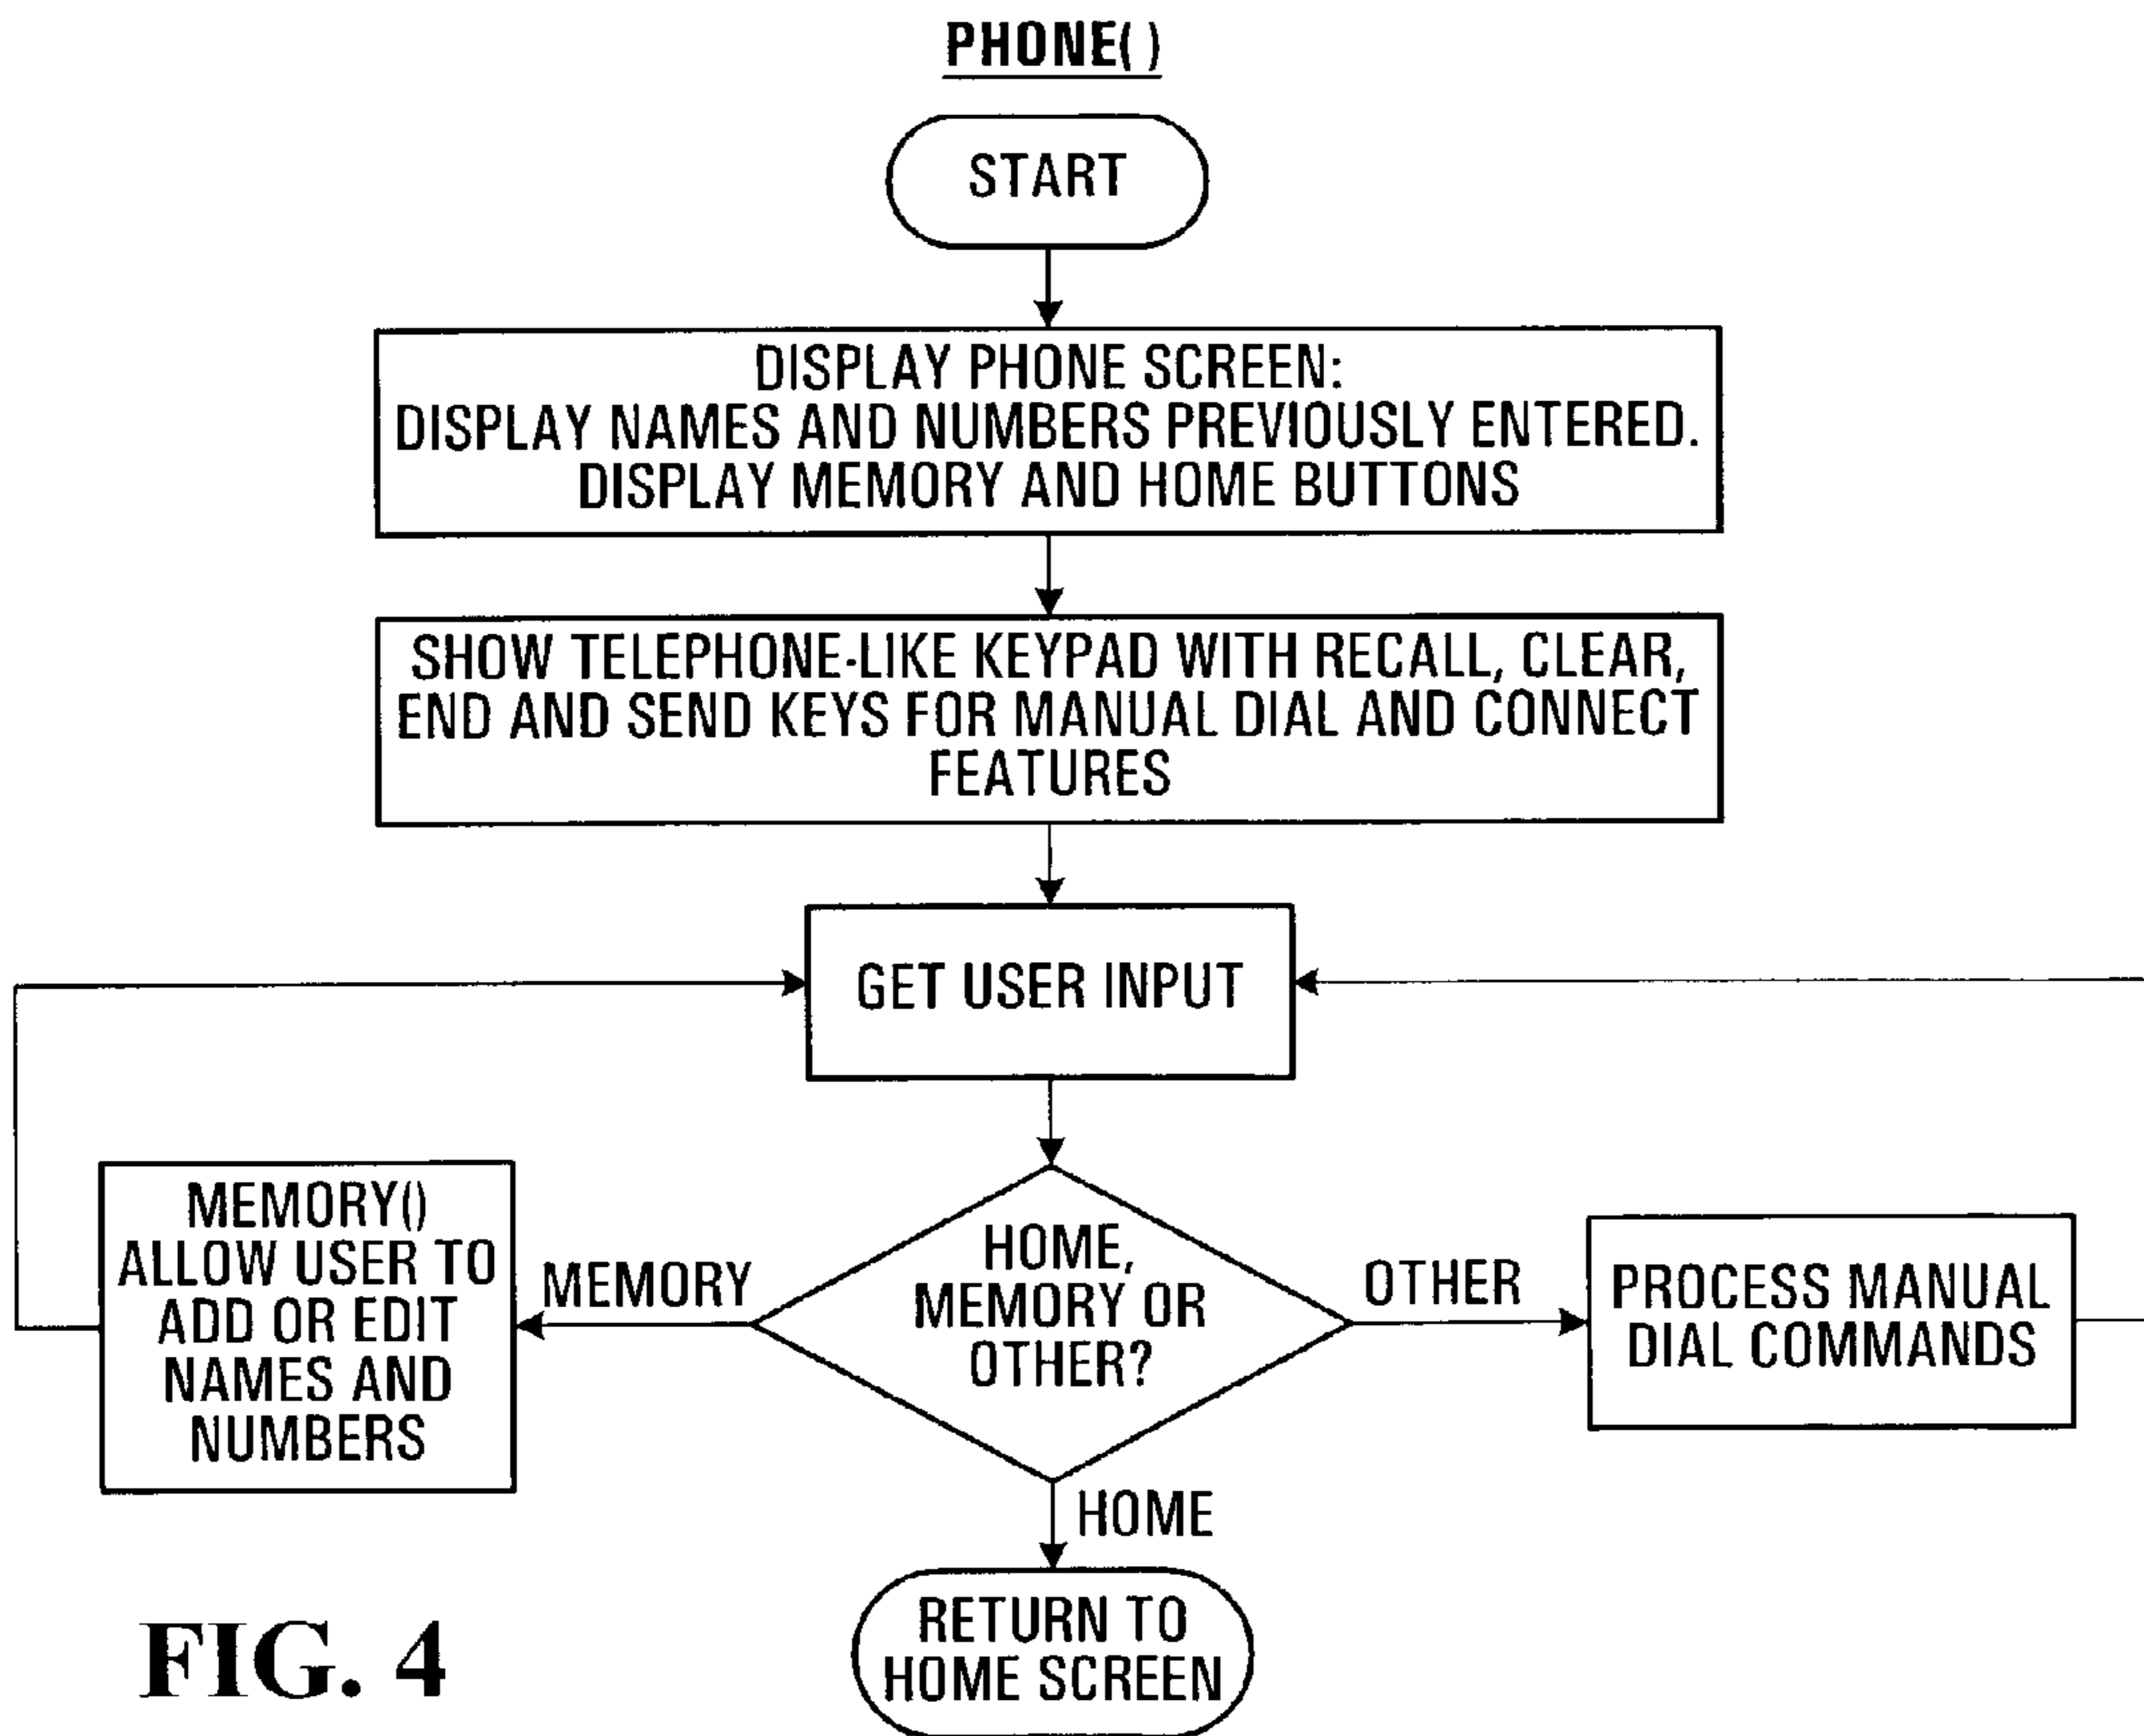 PHONE( )
START
DISPLAY PHONE SCREEN:
DISPLAY NAMES AND NUMBERS PREVIOUSLY ENTERED.
DISPLAY MEMORY AND HOME BUTTONS
SHOW TELEPHONE-LIKE KEYPAD WITH RECALL, CLEAR,
END AND SEND KEYS FOR MANUAL DIAL AND CONNECT
FEATURES
GET USER INPUT
MEMORY()
ALLOW USER TO
ADD OR EDIT
NAMES AND
NUMBERS
MEMORY
HOME,
MEMORY OR
OTHER?
OTHER
PROCESS MANUAL
DIAL COMMANDS
HOME
RETURN TO
HOME SCREEN
FIG. 4